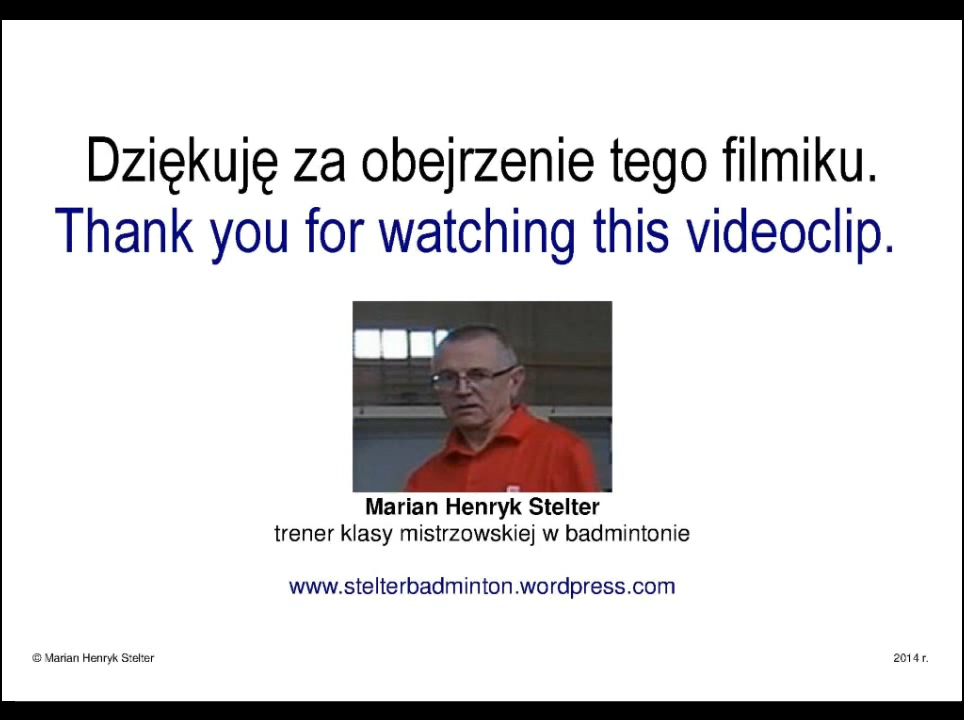 Dziękuję za obejrzenie tego filmiku.
Thank you for watching this videoclip.
Marian Henryk Stelter
trener klasy mistrzowskiej w badmintonie
www.stelterbadminton.wordpress.com
© Marian Henryk Stelter
2014 r.